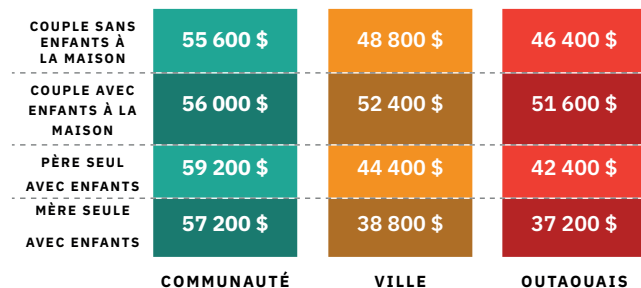 COUPLE SANS
ENFANTS À
LA MAISON
55 600 $
48 800 $
46 400 $
COUPLE AVEC
ENFANTS À LA
MAISON
56 000 $
52 400 $
51 600 $
PÈRE SEUL
AVEC ENFANTS
59 200 $
44 400 $
42 400 $
MÈRE SEULE
AVEC ENFANTS
57 200 $
38 800 $
37 200 $
COMMUNAUTÉ
VILLE
OUTAOUAIS